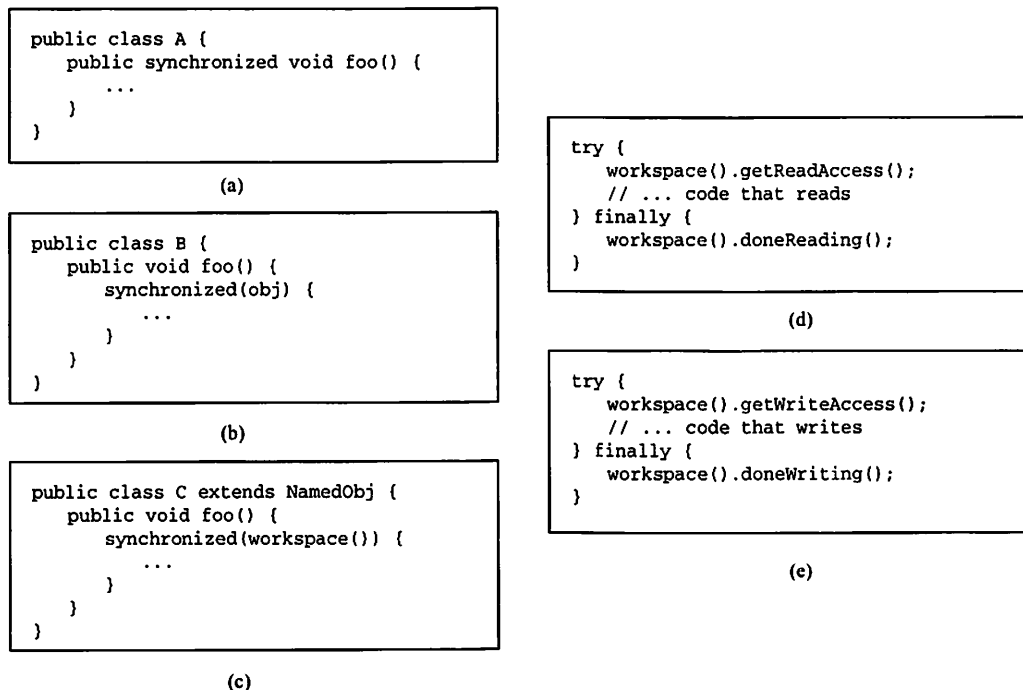 public class A {
public synchronized void foo() {
...
}
}
(a)
public class B {
public void foo() {
synchronized(obj) {
...
}
}
}
(b)
public class C extends NamedObj {
public void foo() {
synchronized(workspace()) {
...
}
}
}
(c)
try {
workspace().getReadAccess();
// ... code that reads
} finally {
workspace().doneReading();
}
(d)
try {
workspace().getWriteAccess();
// ... code that writes
} finally {
workspace().doneWriting();
}
(e)